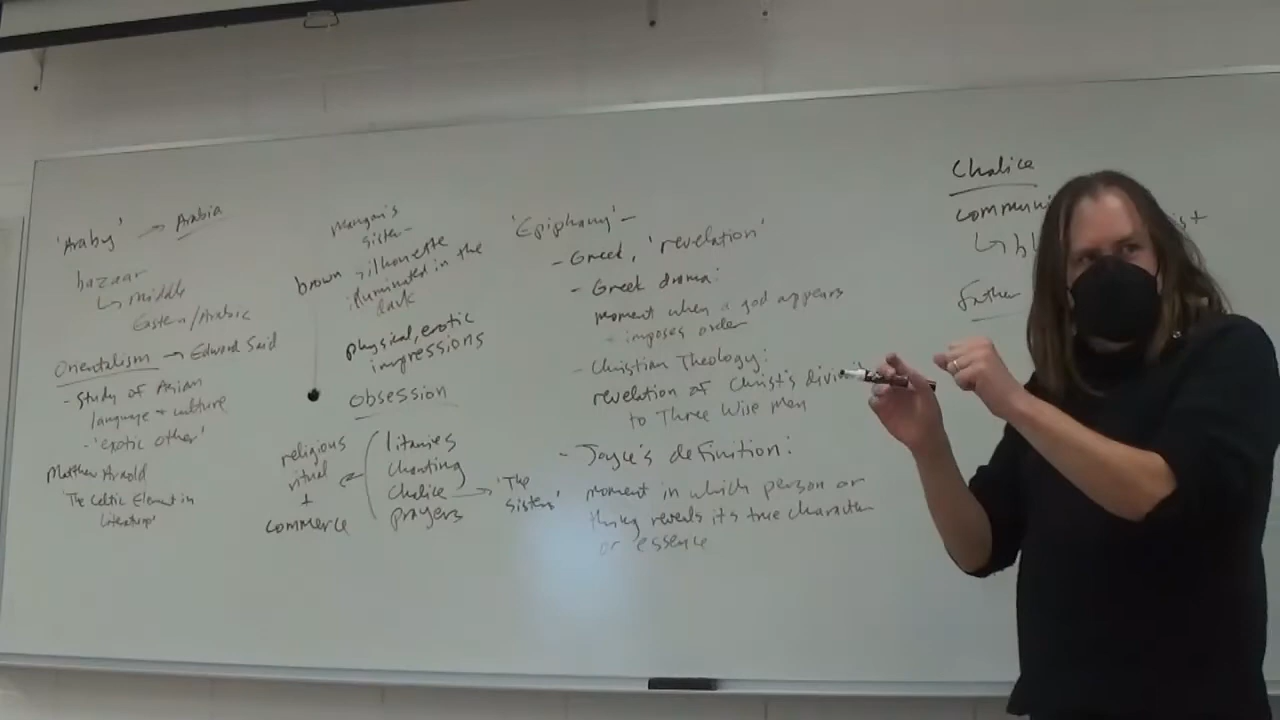 'Araby' → Arabia
bazaar
↳ Middle
Eastern/Arabic
Orientalism → Edward Said
- Study of Asian
language + culture
- 'exotic other'
Matthew Arnold
'The Celtic Element in
Literature'
Mangan's
sister -
brown silhouette
illuminated in the
dark
physical, erotic
impressions
obsession
religious
ritual
+
commerce
litanies
chanting
chalice → 'The
Sisters'
prayers
'Epiphany' -
- Greek, 'revelation'
- Greek drama:
moment when a god appears
+ imposes order
- Christian Theology:
revelation of Christ's divi
to Three Wise Men
- Joyce's definition:
moment in which person or
thing reveals its true character
or essence
Chalice
communi
↳ bl
Father